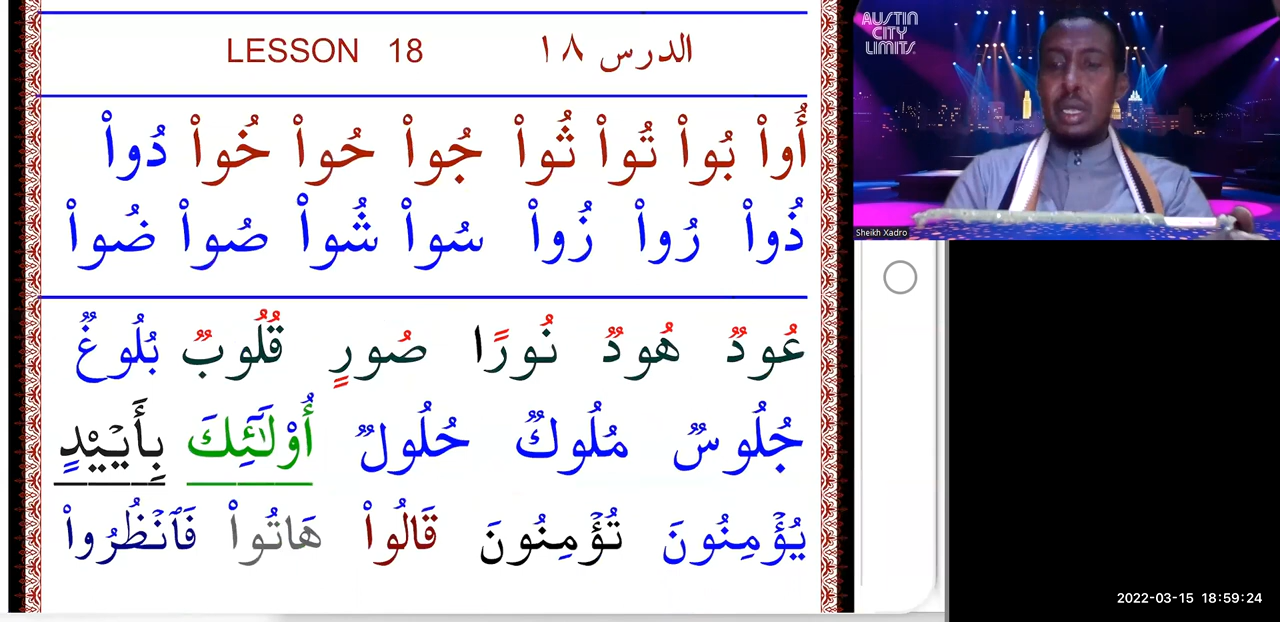 LESSON 18 الدرس ١٨
أُواْ بُواْ تُواْ ثُواْ جُواْ حُواْ خُواْ دُواْ
ذُواْ رُواْ زُواْ سُواْ شُواْ صُواْ ضُواْ
عُودٌ هُودٌ نُورًا صُورٍ قُلُوبٌ بُلُوغٌ
جُلُوسٌ مُلُوكٌ حُلُولٌ أُوْلَٰٓئِكَ بِأَيۡيْدٍ
يُؤۡمِنُونَ تُؤۡمِنُونَ قَالُواْ هَاتُواْ فَٱنۡظُرُواْ
AUSTIN
CITY
LIMITS
Sheikh Xadro
2022-03-15 18:59:24